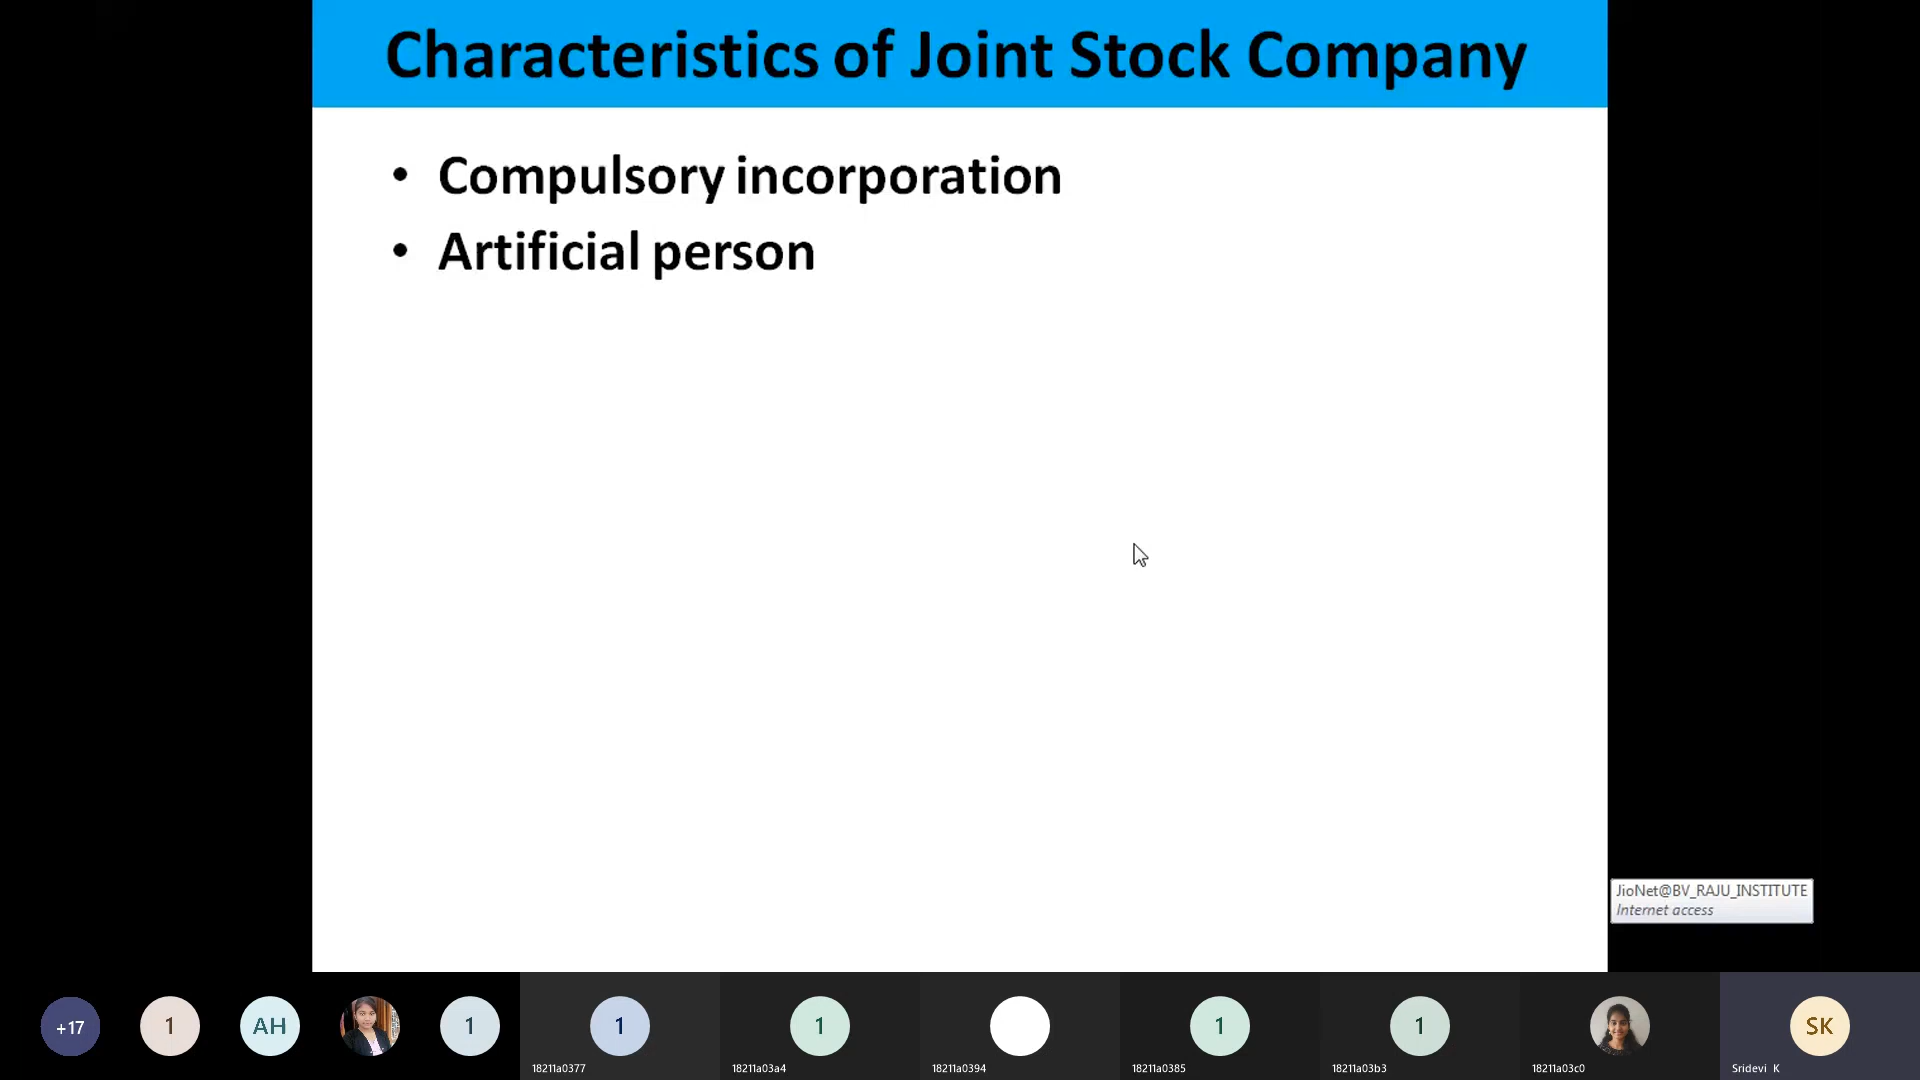 Characteristics of Joint Stock Company
• Compulsory incorporation
• Artificial person
JioNet@BV_RAJU_INSTITUTE
Internet access
+17
1
AH
1
1
1
1
1
SK
18211a0377
18211a03a4
18211a0394
18211a0385
18211a03b3
18211a03c0
Sridevi K